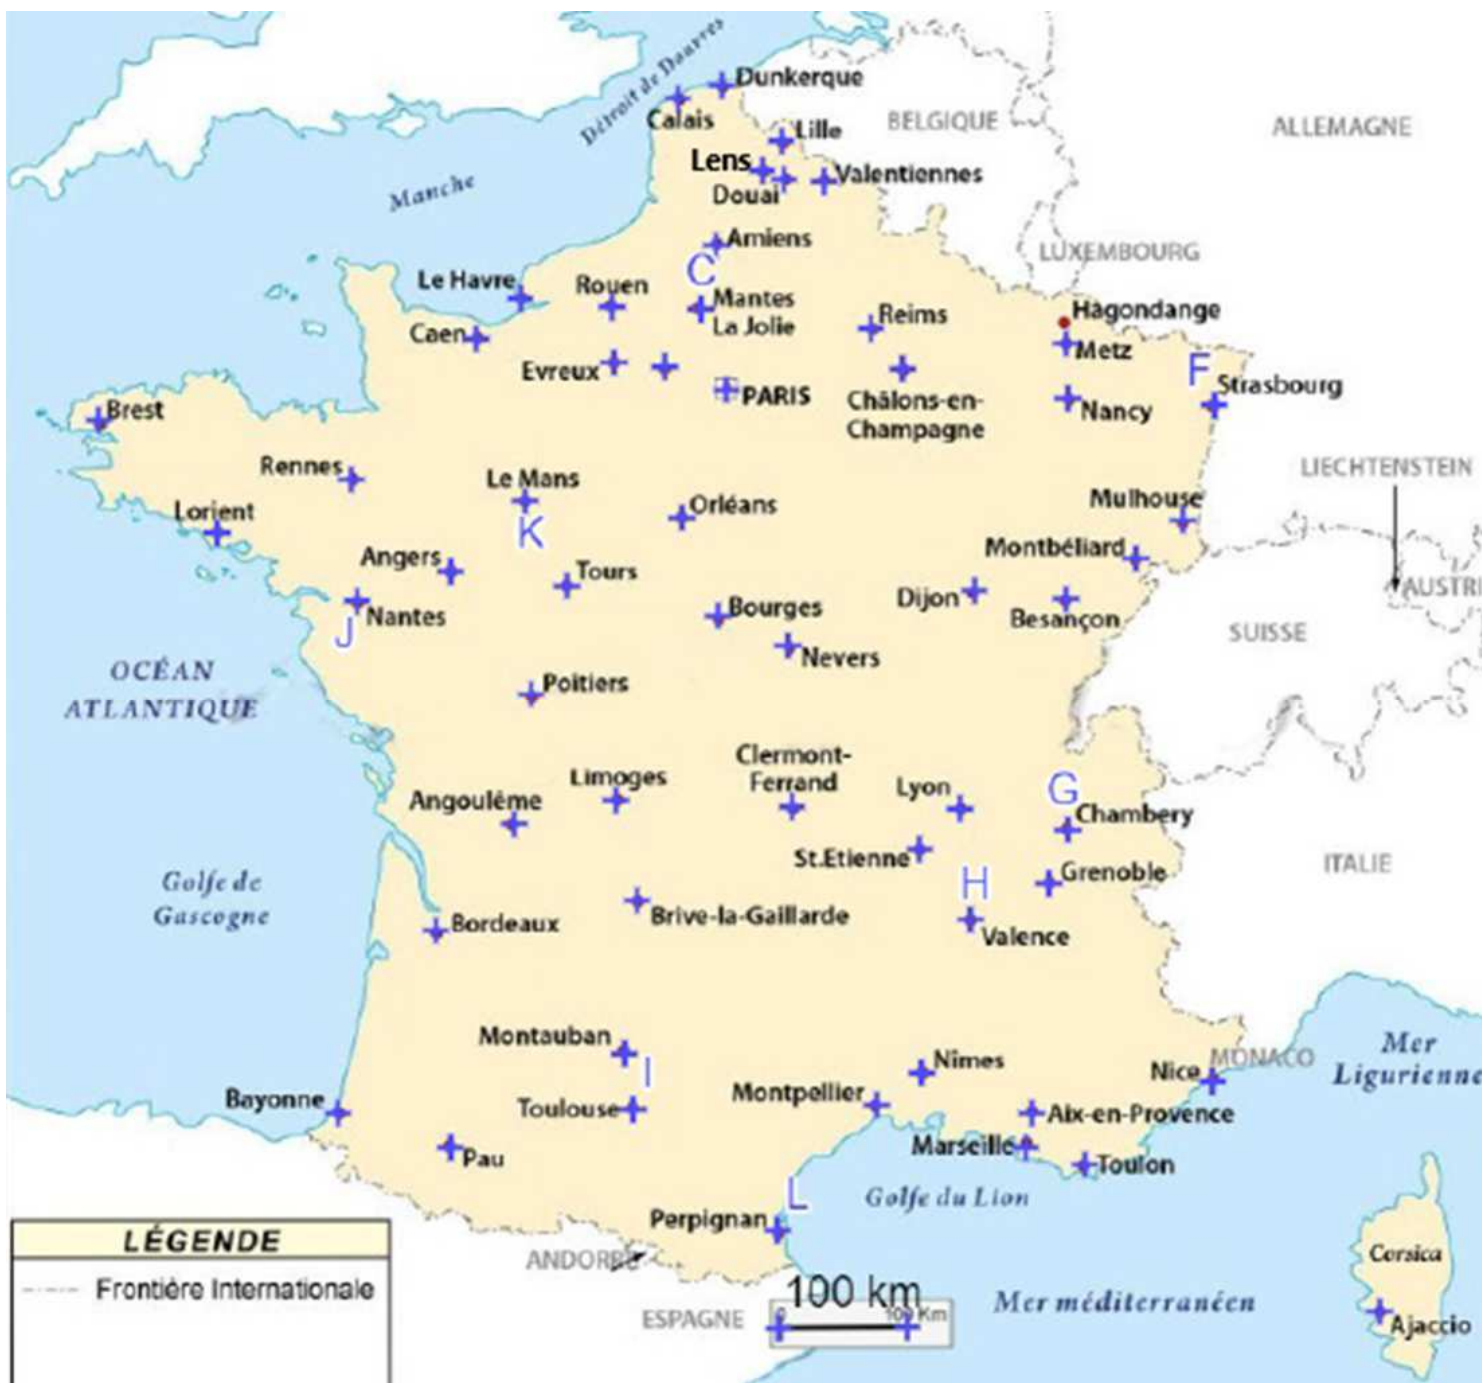 Détroit de Douvres
Dunkerque
Calais
BELGIQUE
ALLEMAGNE
Lille
Lens
Valentiennes
Douai
Manche
Amiens
LUXEMBOURG
C
Le Havre
Rouen
Mantes
La Jolie
Reims
Hagondange
Caen
Metz
Evreux
F
PARIS
Châlons-en-
Champagne
Strasbourg
Nancy
Brest
Rennes
Le Mans
LIECHTENSTEIN
Lorient
K
Orléans
Mulhouse
Angers
Tours
Montbéliard
Dijon
AUSTRI
Nantes
Bourges
Besançon
J
SUISSE
Nevers
OCÉAN
ATLANTIQUE
Poitiers
Clermont-
Ferrand
Limoges
Lyon
G
Angoulême
Chambery
St.Etienne
ITALIE
Golfe de
Gascogne
H
Grenoble
Bordeaux
Brive-la-Gaillarde
Valence
Montauban
I
Nîmes
Nice
MONACO
Mer
Ligurienne
Bayonne
Toulouse
Montpellier
Aix-en-Provence
Pau
Marseille
Toulon
L
Golfe du Lion
Perpignan
LÉGENDE
ANDORRE
Corsica
Frontière Internationale
100 km
0 100 Km
ESPAGNE
Mer méditerranéen
Ajaccio